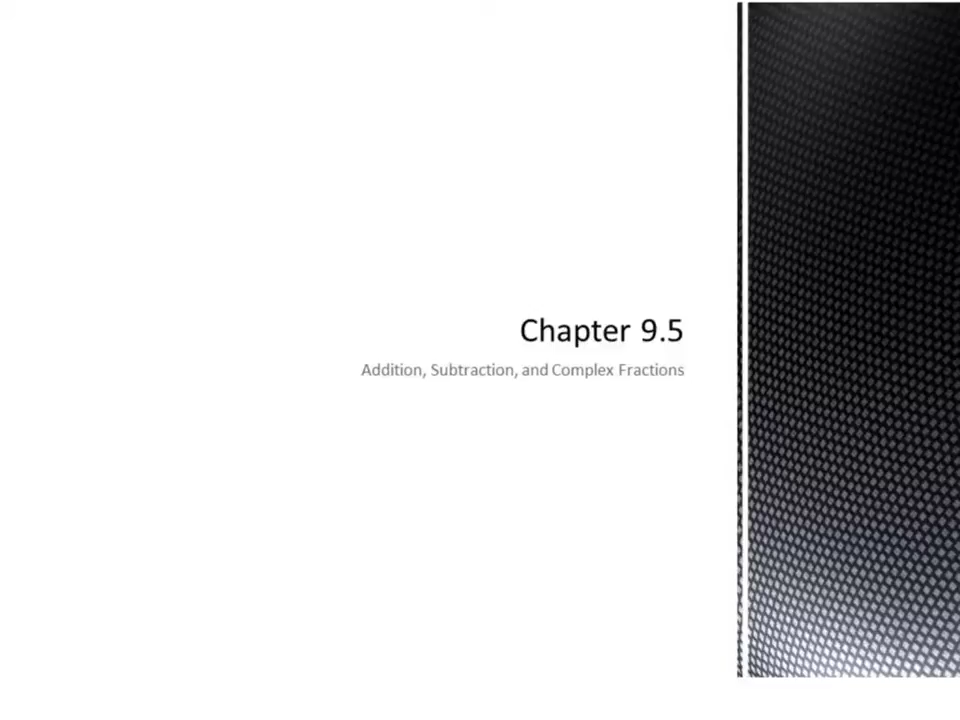 Chapter 9.5
Addition, Subtraction, and Complex Fractions